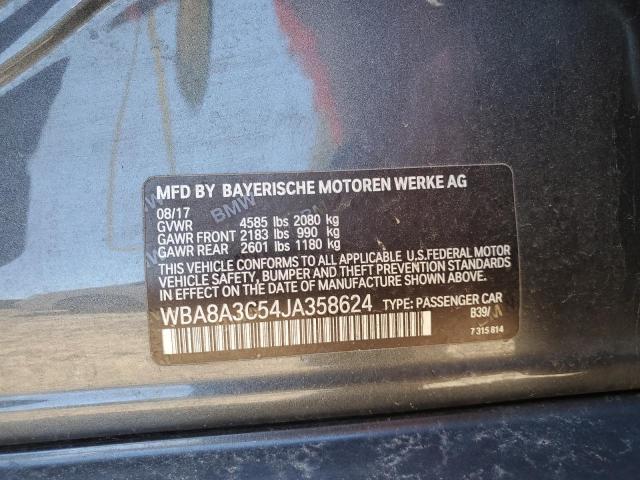 MFD BY BAYERISCHE MOTOREN WERKE AG
08/17
GVWR 4585 lbs 2080 kg
GAWR FRONT 2183 lbs 990 kg
GAWR REAR 2601 lbs 1180 kg
THIS VEHICLE CONFORMS TO ALL APPLICABLE U.S.FEDERAL MOTOR
VEHICLE SAFETY, BUMPER AND THEFT PREVENTION STANDARDS
IN EFFECT ON THE DATE OF MANUFACTURE SHOWN ABOVE.
WBA8A3C54JA358624 TYPE: PASSENGER CAR
B39/
7 315 814
BMW